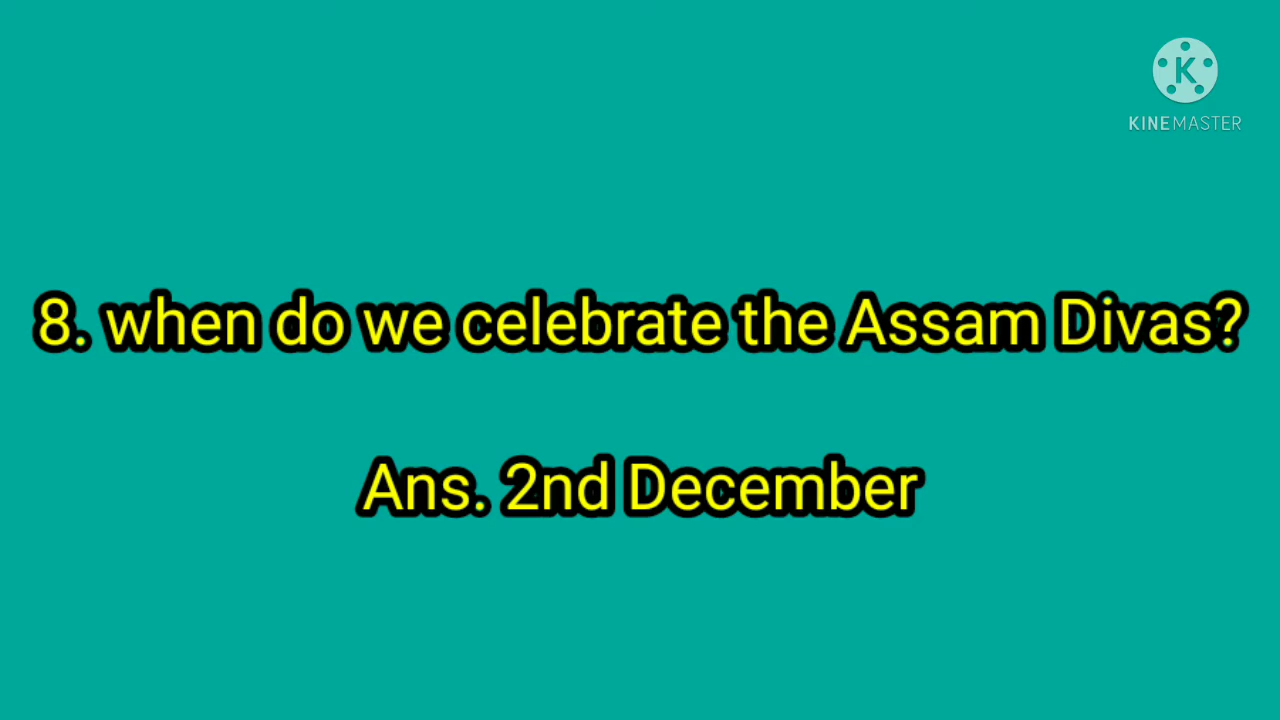 K
KINEMASTER
8. when do we celebrate the Assam Divas?
Ans. 2nd December